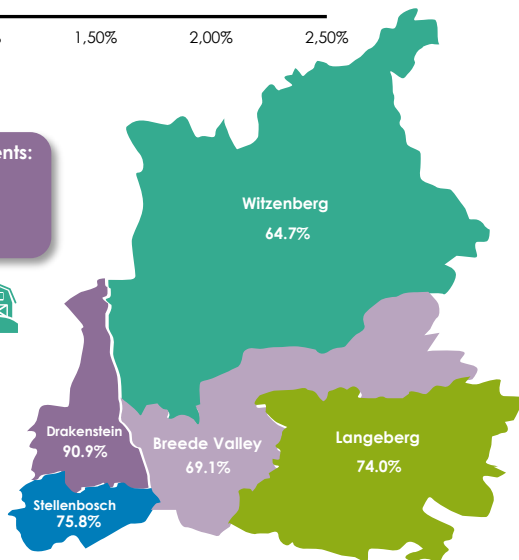 1,50% 2,00% 2,50%
ents:
Witzenberg
64.7%
Drakenstein
90.9%
Breede Valley
69.1%
Langeberg
74.0%
Stellenbosch
75.8%